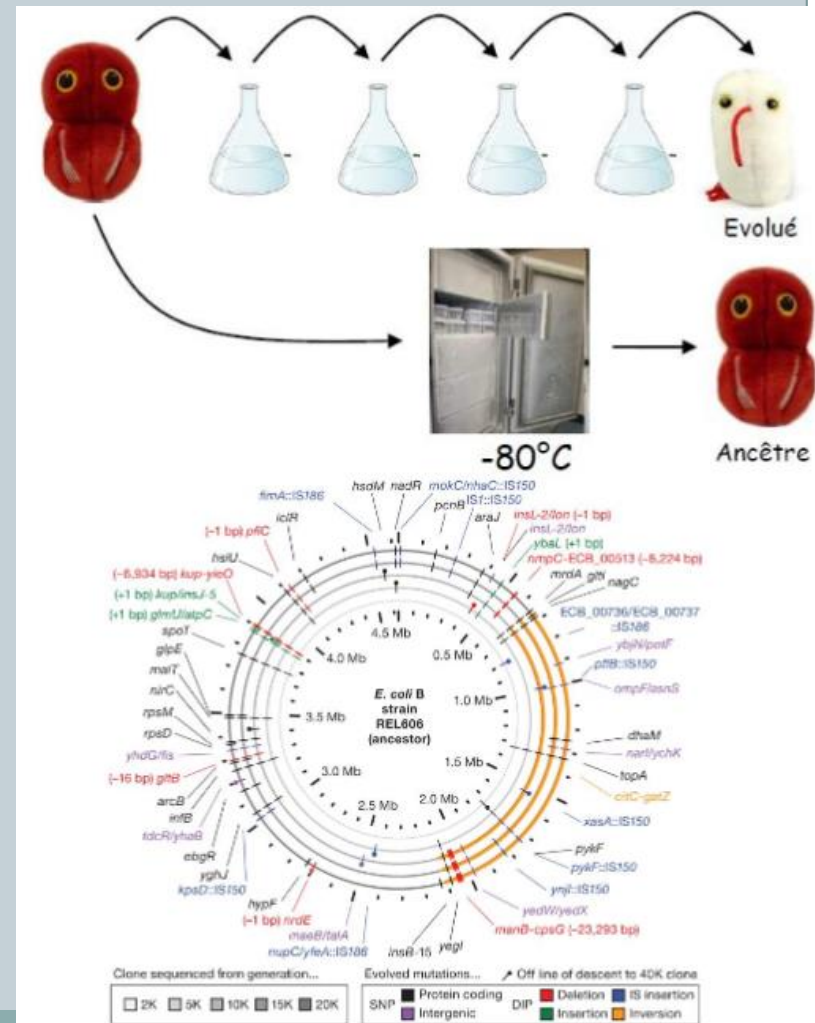 Evolué
-80°C
Ancêtre
fimA::IS186
hsdM
nadR
mokC/nhaC::IS150
IS1::IS150
pcnB
araJ
insL-2/lon (-1 bp)
insL-2/lon
ybaL (+1 bp)
nmpC-ECB_00513 (-8,224 bp)
mrdA
gltI
nagC
ECB_00736/ECB_00737
::IS186
ybjN/potF
pflB::IS150
ompF/asnS
dhaM
narI/ychK
topA
citC-gatZ
xasA::IS150
pykF
pykF::IS150
ynjI::IS150
yedW/yedX
manB-cpsG (-23,293 bp)
yegI
insB-15
nupC/yfeA::IS186
maeB/talA
(-1 bp) nrdE
hypF
kpsD::IS150
yghJ
ebgR
tdcR/yhaB
infB
arcB
(-16 bp) gltB
yhdG/fis
rpsD
rpsM
nirC
malT
glpE
spoT
(+1 bp) glmU/atpC
(+1 bp) kup/insJ-5
(-6,934 bp) kup-yieO
hslU
(-1 bp) pflC
iclR
4.5 Mb
0.5 Mb
4.0 Mb
1.0 Mb
3.5 Mb
E. coli B
strain
REL606
(ancestor)
1.5 Mb
3.0 Mb
2.5 Mb
2.0 Mb
Clone sequenced from generation...
2K 5K 10K 15K 20K
Evolved mutations... Off line of descent to 40K clone
SNP Protein coding DIP Deletion IS insertion
Intergenic Insertion Inversion